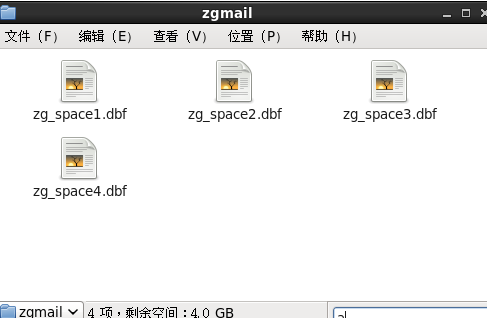 zgmail
文件（F） 编辑（E） 查看（V） 位置（P） 帮助（H）
zg_space1.dbf zg_space2.dbf zg_space3.dbf
zg_space4.dbf
zgmail 4 项，剩余空间：4.0 GB